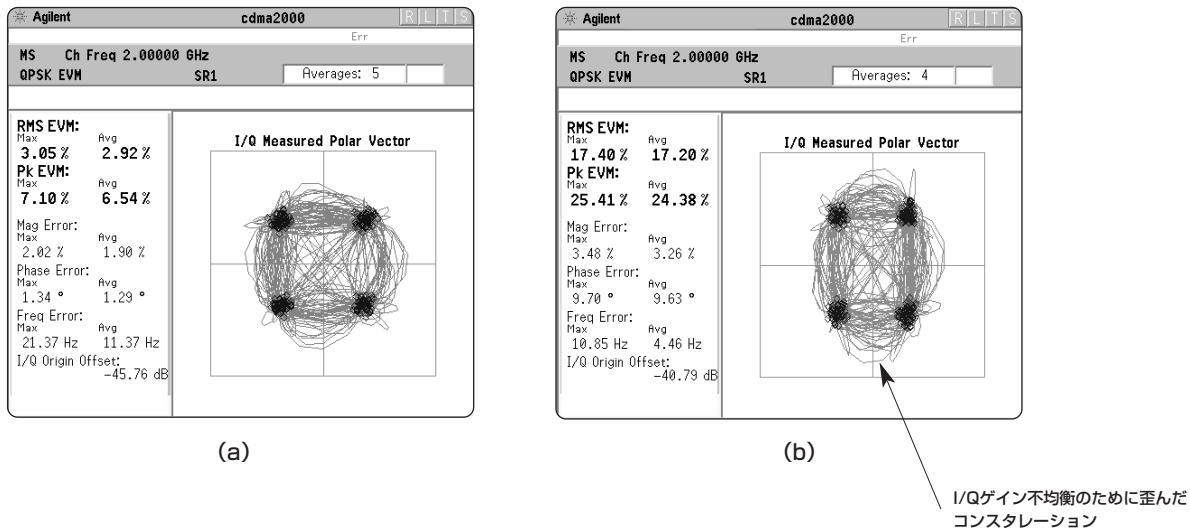 Agilent cdma2000 R L T S
Err
MS Ch Freq 2.00000 GHz
QPSK EVM SR1 Averages: 5
RMS EVM:
Max Avg
3.05 % 2.92 %
Pk EVM:
Max Avg
7.10 % 6.54 %
Mag Error:
Max Avg
2.02 % 1.90 %
Phase Error:
Max Avg
1.34 ° 1.29 °
Freq Error:
Max Avg
21.37 Hz 11.37 Hz
I/Q Origin Offset:
-45.76 dB
I/Q Measured Polar Vector
(a)
Agilent cdma2000 R L T S
Err
MS Ch Freq 2.00000 GHz
QPSK EVM SR1 Averages: 4
RMS EVM:
Max Avg
17.40 % 17.20 %
Pk EVM:
Max Avg
25.41 % 24.38 %
Mag Error:
Max Avg
3.48 % 3.26 %
Phase Error:
Max Avg
9.70 ° 9.63 °
Freq Error:
Max Avg
10.85 Hz 4.46 Hz
I/Q Origin Offset:
-40.79 dB
I/Q Measured Polar Vector
(b)
I/Qゲイン不均衡のために歪んだ
コンスタレーション